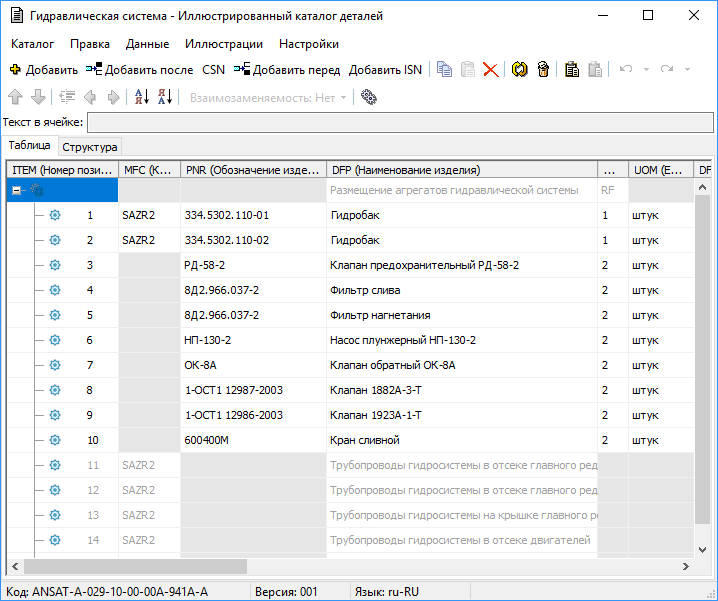 Гидравлическая система - Иллюстрированный каталог деталей
Каталог Правка Данные Иллюстрации Настройки
Добавить Добавить после CSN Добавить перед Добавить ISN
А Я Я А Взаимозаменяемость: Нет
Текст в ячейке:
Таблица Структура
ITEM (Номер пози... MFC (К... PNR (Обозначение изде... DFP (Наименование изделия) ... UOM (Е... DF
Размещение агрегатов гидравлической системы RF
1 SAZR2 334.5302.110-01 Гидробак 1 штук
2 SAZR2 334.5302.110-02 Гидробак 1 штук
3 РД-58-2 Клапан предохранительный РД-58-2 2 штук
4 8Д2.966.037-2 Фильтр слива 2 штук
5 8Д2.966.037-2 Фильтр нагнетания 2 штук
6 НП-130-2 Насос плунжерный НП-130-2 2 штук
7 ОК-8А Клапан обратный ОК-8А 2 штук
8 1-ОСТ1 12987-2003 Клапан 1882А-3-Т 2 штук
9 1-ОСТ1 12986-2003 Клапан 1923А-1-Т 2 штук
10 600400М Кран сливной 2 штук
11 SAZR2 Трубопроводы гидросистемы в отсеке главного ред
12 SAZR2 Трубопроводы гидросистемы в отсеке главного ред
13 SAZR2 Трубопроводы гидросистемы на крышке главного ре
14 SAZR2 Трубопроводы гидросистемы в отсеке двигателей
Код: ANSAT-A-029-10-00-00A-941A-A Версия: 001 Язык: ru-RU